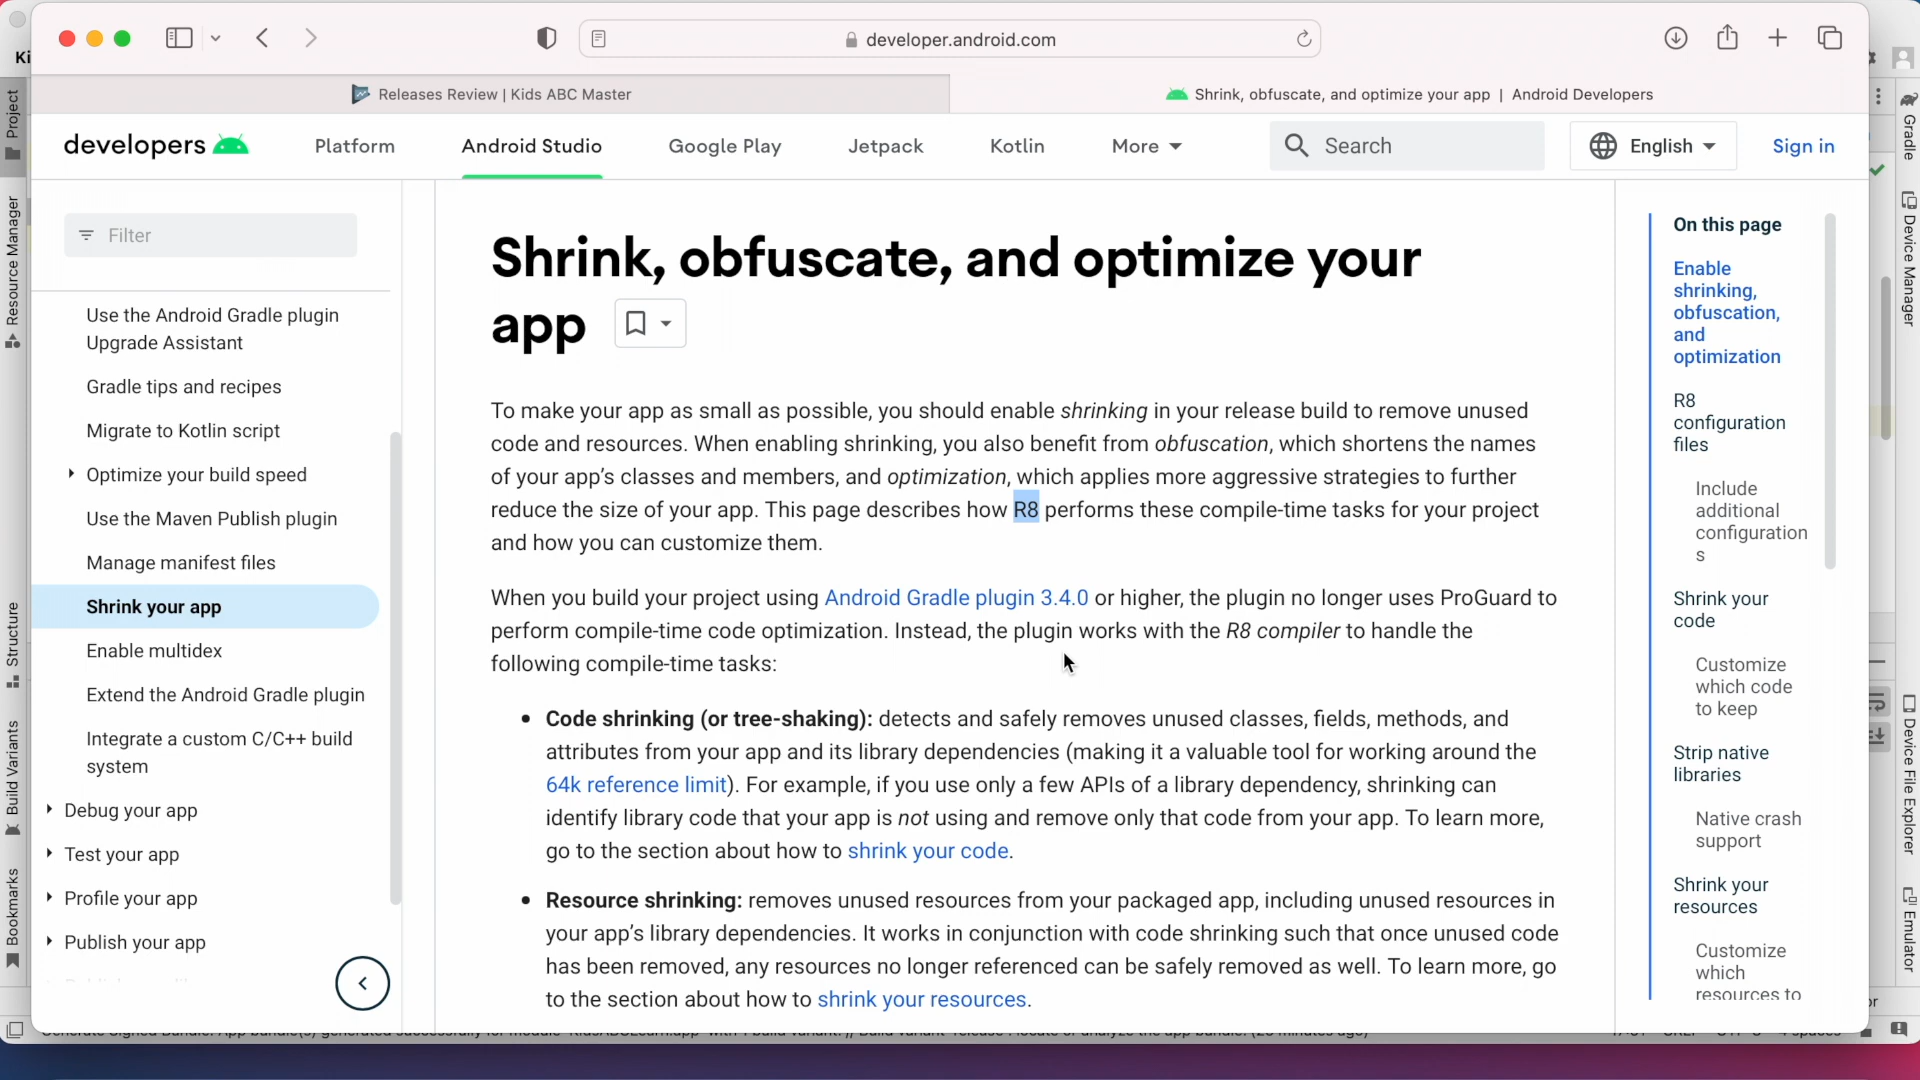 developer.android.com
Releases Review | Kids ABC Master
Shrink, obfuscate, and optimize your app | Android Developers
Ki
developers
Platform
Android Studio
Google Play
Jetpack
Kotlin
More
Search
English
Sign in
Project
Resource Manager
Structure
Build Variants
Bookmarks
Filter
Use the Android Gradle plugin
Upgrade Assistant
Gradle tips and recipes
Migrate to Kotlin script
Optimize your build speed
Use the Maven Publish plugin
Manage manifest files
Shrink your app
Enable multidex
Extend the Android Gradle plugin
Integrate a custom C/C++ build
system
Debug your app
Test your app
Profile your app
Publish your app
Shrink, obfuscate, and optimize your
app
To make your app as small as possible, you should enable shrinking in your release build to remove unused
code and resources. When enabling shrinking, you also benefit from obfuscation, which shortens the names
of your app's classes and members, and optimization, which applies more aggressive strategies to further
reduce the size of your app. This page describes how R8 performs these compile-time tasks for your project
and how you can customize them.
When you build your project using Android Gradle plugin 3.4.0 or higher, the plugin no longer uses ProGuard to
perform compile-time code optimization. Instead, the plugin works with the R8 compiler to handle the
following compile-time tasks:
• Code shrinking (or tree-shaking): detects and safely removes unused classes, fields, methods, and
attributes from your app and its library dependencies (making it a valuable tool for working around the
64k reference limit). For example, if you use only a few APIs of a library dependency, shrinking can
identify library code that your app is not using and remove only that code from your app. To learn more,
go to the section about how to shrink your code.
• Resource shrinking: removes unused resources from your packaged app, including unused resources in
your app's library dependencies. It works in conjunction with code shrinking such that once unused code
has been removed, any resources no longer referenced can be safely removed as well. To learn more, go
to the section about how to shrink your resources.
On this page
Enable
shrinking,
obfuscation,
and
optimization
R8
configuration
files
Include
additional
configuration
s
Shrink your
code
Customize
which code
to keep
Strip native
libraries
Native crash
support
Shrink your
resources
Customize
which
resources to
Gradle
Device Manager
Device File Explorer
Emulator
or